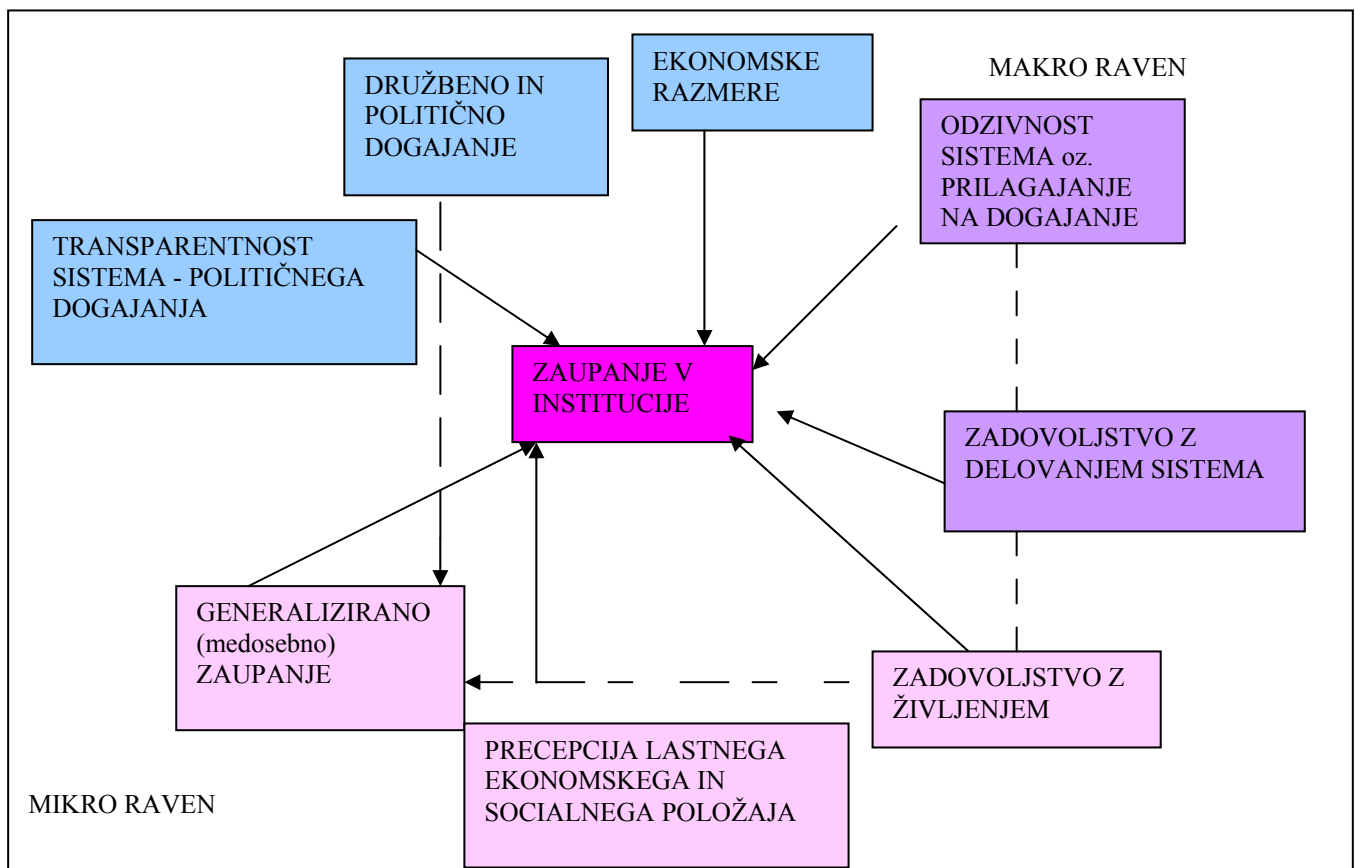 EKONOMSKE
RAZMERE
MAKRO RAVEN
DRUŽBENO IN
POLITIČNO
DOGAJANJE
ODZIVNOST
SISTEMA oz.
PRILAGAJANJE
NA DOGAJANJE
TRANSPARENTNOST
SISTEMA - POLITIČNEGA
DOGAJANJA
ZAUPANJE V
INSTITUCIJE
ZADOVOLJSTVO Z
DELOVANJEM SISTEMA
GENERALIZIRANO
(medosebno)
ZAUPANJE
ZADOVOLJSTVO Z
ŽIVLJENJEM
PRECEPCIJA LASTNEGA
EKONOMSKEGA IN
SOCIALNEGA POLOŽAJA
MIKRO RAVEN